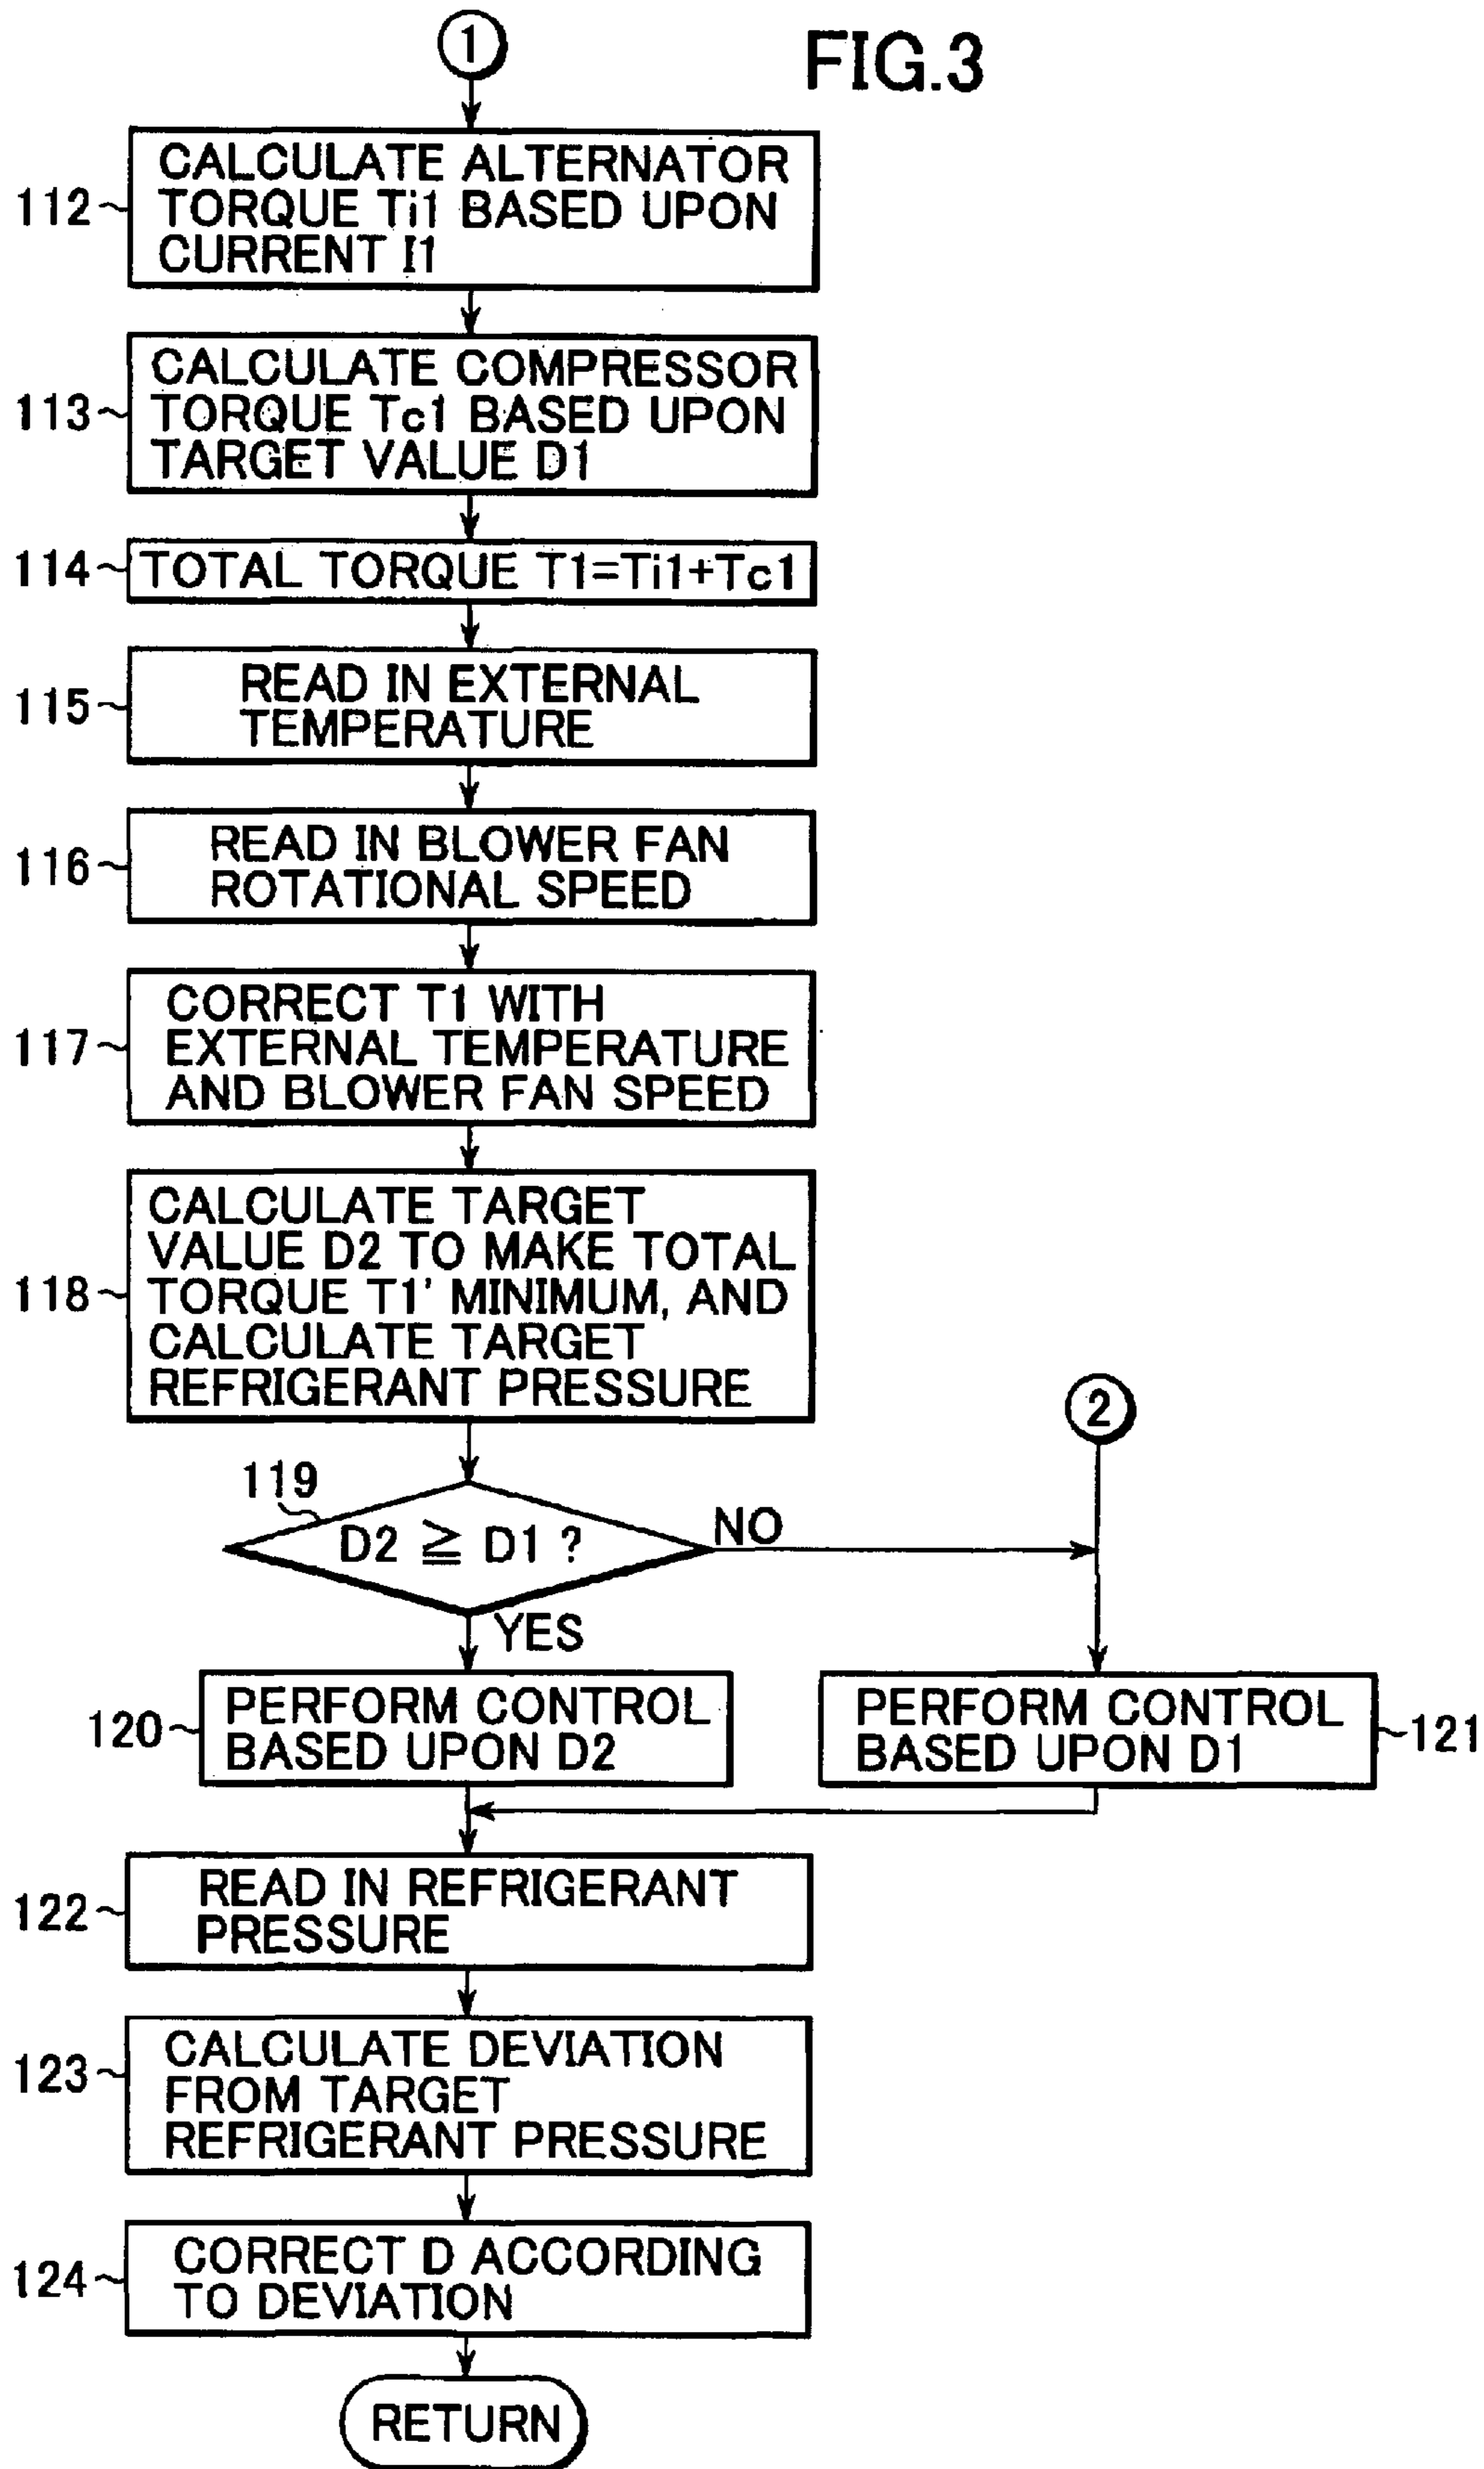 1
FIG.3
112
CALCULATE ALTERNATOR
TORQUE Ti1 BASED UPON
CURRENT I1
113
CALCULATE COMPRESSOR
TORQUE Tc1 BASED UPON
TARGET VALUE D1
114
TOTAL TORQUE T1=Ti1+Tc1
115
READ IN EXTERNAL
TEMPERATURE
116
READ IN BLOWER FAN
ROTATIONAL SPEED
117
CORRECT T1 WITH
EXTERNAL TEMPERATURE
AND BLOWER FAN SPEED
118
CALCULATE TARGET
VALUE D2 TO MAKE TOTAL
TORQUE T1' MINIMUM, AND
CALCULATE TARGET
REFRIGERANT PRESSURE
2
119
D2 ≧ D1 ?
NO
YES
120
PERFORM CONTROL
BASED UPON D2
PERFORM CONTROL
BASED UPON D1
121
122
READ IN REFRIGERANT
PRESSURE
123
CALCULATE DEVIATION
FROM TARGET
REFRIGERANT PRESSURE
124
CORRECT D ACCORDING
TO DEVIATION
RETURN